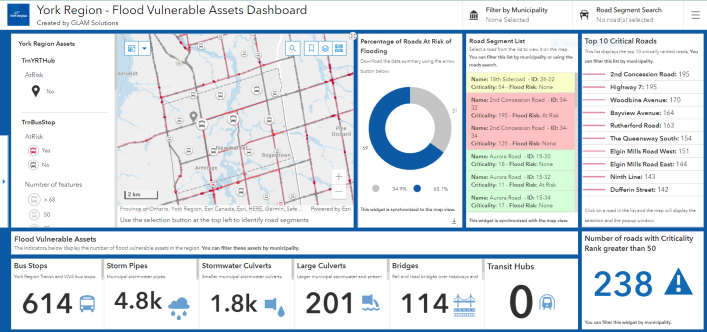 York Region - Flood Vulnerable Assets Dashboard
Created by GLAM Solutions
Filter by Municipality
None Selected
Road Segment Search
No road(s) selected
York Region Assets
TrnYRTHub
AtRisk
No
TrnBusStop
AtRisk
Yes
No
Number of features
> 68
50
2 km
Province of Ontario, York Region, Esri Canada, Esri, HERE, Garmin, Safe...
Powered by Esri
Use the selection button at the top left to identify road segments
Percentage of Roads At Risk of
Flooding
Download the data summary using the arrow
button below.
34.9%
65.1%
This widget is synchronized to the map view.
Road Segment List
Select a road from the list to view it on the map. You
can filter this list by municipality or using the
roads search.
Name: 18th Sideroad - ID: 26-22
Criticality: 54 - Flood Risk: None
Name: 2nd Concession Road - ID: 34-
32
Criticality: 195 - Flood Risk: At Risk
Name: 2nd Concession Road - ID: 34-
34
Criticality: 125 - Flood Risk: None
Name: Aurora Road - ID: 15-30
Criticality: 18 - Flood Risk: None
Name: Aurora Road - ID: 15-32
Criticality: 11 - Flood Risk: At Risk
Name: Aurora Road - ID: 15-34
Criticality: 17 - Flood Risk: None
This widget is synchronized with the map view.
Top 10 Critical Roads
This list displays the top 10 critically ranked roads. You
can filter this list by municipality.
2nd Concession Road: 195
Highway 7: 195
Woodbine Avenue: 170
Bayview Avenue: 164
Rutherford Road: 163
The Queensway South: 154
Elgin Mills Road West: 151
Elgin Mills Road East: 144
Ninth Line: 143
Dufferin Street: 142
Click on a road in the list and the map will display the
selection and the popup window.
Flood Vulnerable Assets
The indicators below display the number of flood vulnerable assets in the region. You can filter these assets by municipality.
Bus Stops
York Region Transit and VIVA bus stops.
614
Storm Pipes
Municipal stormwater pipes.
4.8k
Stormwater Culverts
Smaller municipal stormwater culverts.
1.8k
Large Culverts
Larger municipal stormwater and stream
201
Bridges
Rail and road bridges over roadways and
114
Transit Hubs
0
Number of roads with Criticality
Rank greater than 50
238
You can filter this widget by municipality.